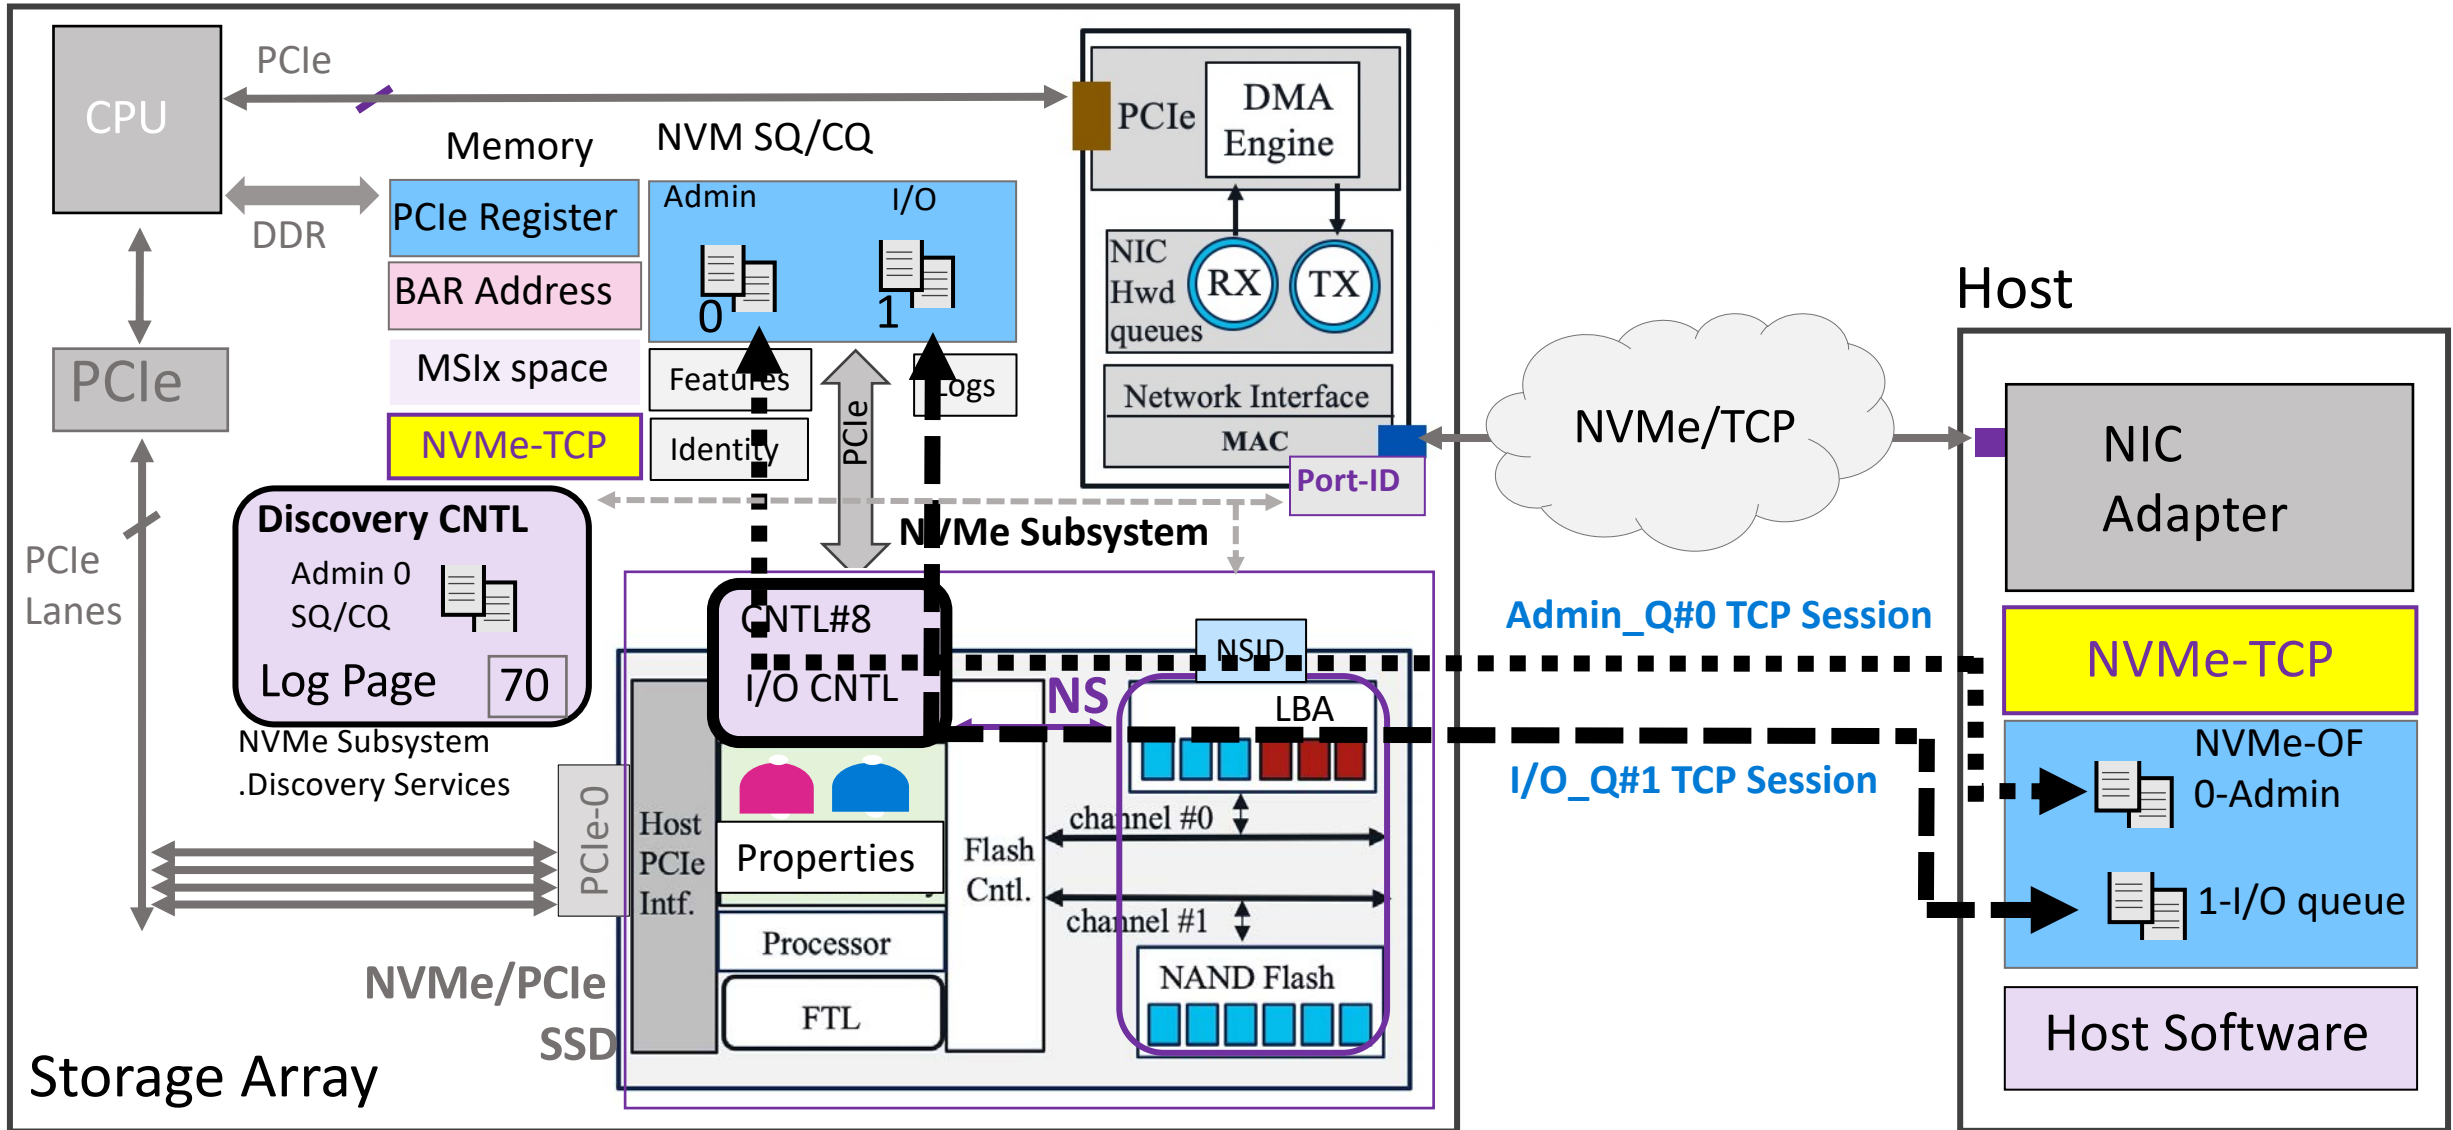 CPU
PCIe
Memory
NVM SQ/CQ
DDR
PCIe Register
BAR Address
MSIx space
NVMe-TCP
Admin
I/O
0
1
Features
Logs
Identity
PCIe
PCIe
DMA
Engine
NIC
Hwd
queues
RX
TX
Network Interface
MAC
Port-ID
PCIe
PCIe
Lanes
Discovery CNTL
Admin 0
SQ/CQ
Log Page
70
NVMe Subsystem
.Discovery Services
NVMe Subsystem
CNTL#8
I/O CNTL
NS
NSID
LBA
PCIe-0
Host
PCIe
Intf.
Properties
Processor
FTL
Flash
Cntl.
channel #0
channel #1
NAND Flash
NVMe/PCIe
SSD
Storage Array
NVMe/TCP
Admin_Q#0 TCP Session
I/O_Q#1 TCP Session
Host
NIC
Adapter
NVMe-TCP
NVMe-OF
0-Admin
1-I/O queue
Host Software